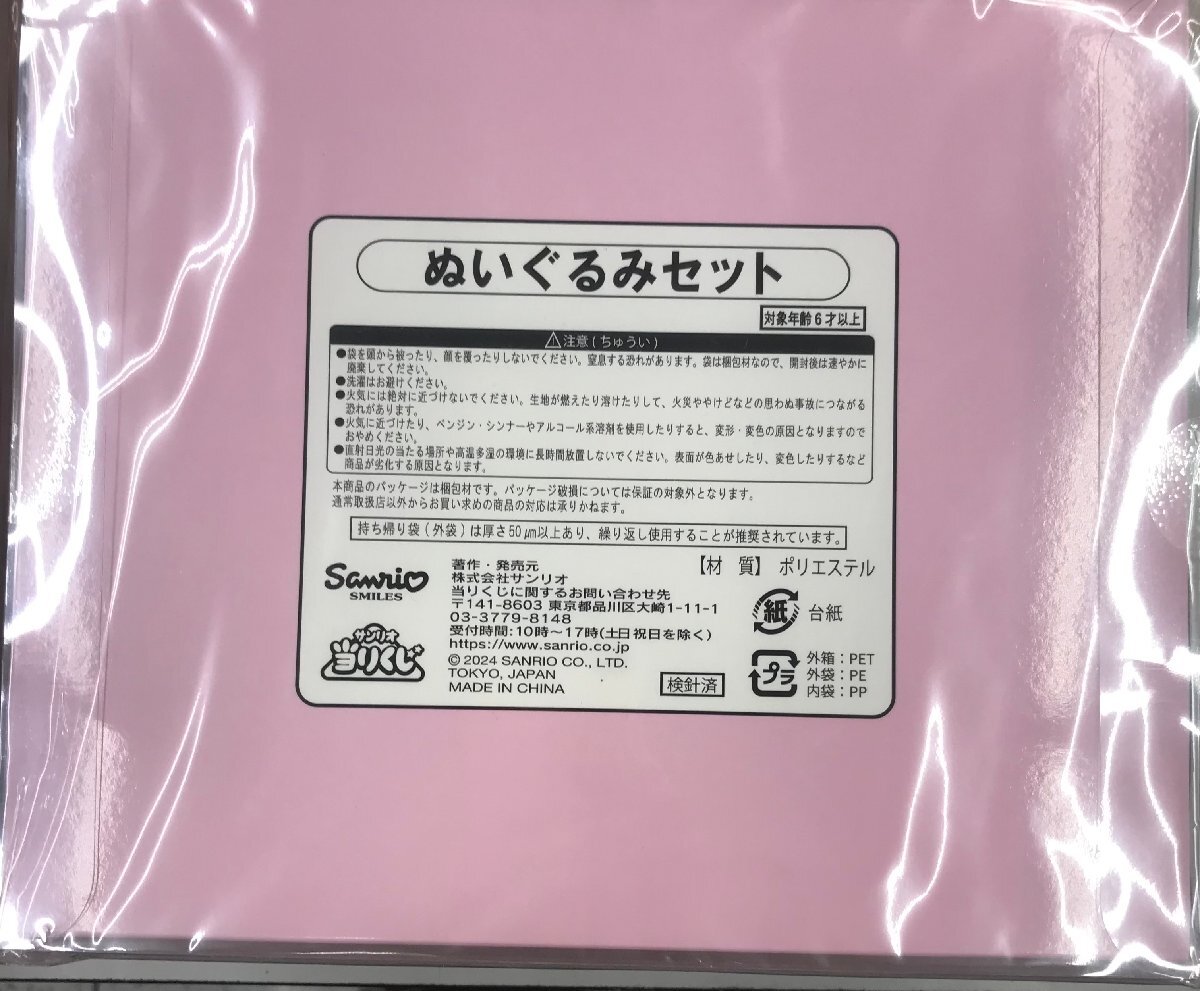 ぬいぐるみセット
対象年齢6才以上
⚠注意(ちゅうい)
●袋を頭から被ったり、顔を覆ったりしないでください。窒息する恐れがあります。袋は梱包材なので、開封後は速やかに
廃棄してください。
●洗濯はお避けください。
●火気には絶対に近づけないでください。生地が燃えたり溶けたりして、火災ややけどなどの思わぬ事故につながる
恐れがあります。
●火気に近づけたり、ベンジン・シンナーやアルコール系溶剤を使用したりすると、変形・変色の原因となりますので
おやめください。
●直射日光の当たる場所や高温多湿の環境に長時間放置しないでください。表面が色あせしたり、変色したりするなど
商品が劣化する原因となります。
本商品のパッケージは梱包材です。パッケージ破損については保証の対象外となります。
通常取扱店以外からお買い求めの商品の対応は承りかねます。
持ち帰り袋(外袋)は厚さ50μm以上あり、繰り返し使用することが推奨されています。
Sanrio
SMILES
サンリオ
当りくじ
著作・発売元
株式会社サンリオ
当りくじに関するお問い合わせ先
〒141-8603 東京都品川区大崎1-11-1
03-3779-8148
受付時間:10時〜17時(土日祝日を除く)
https://www.sanrio.co.jp
© 2024 SANRIO CO., LTD.
TOKYO, JAPAN
MADE IN CHINA
検針済
【材 質】 ポリエステル
紙 台紙
プラ
外箱:PET
外袋:PE
内袋:PP